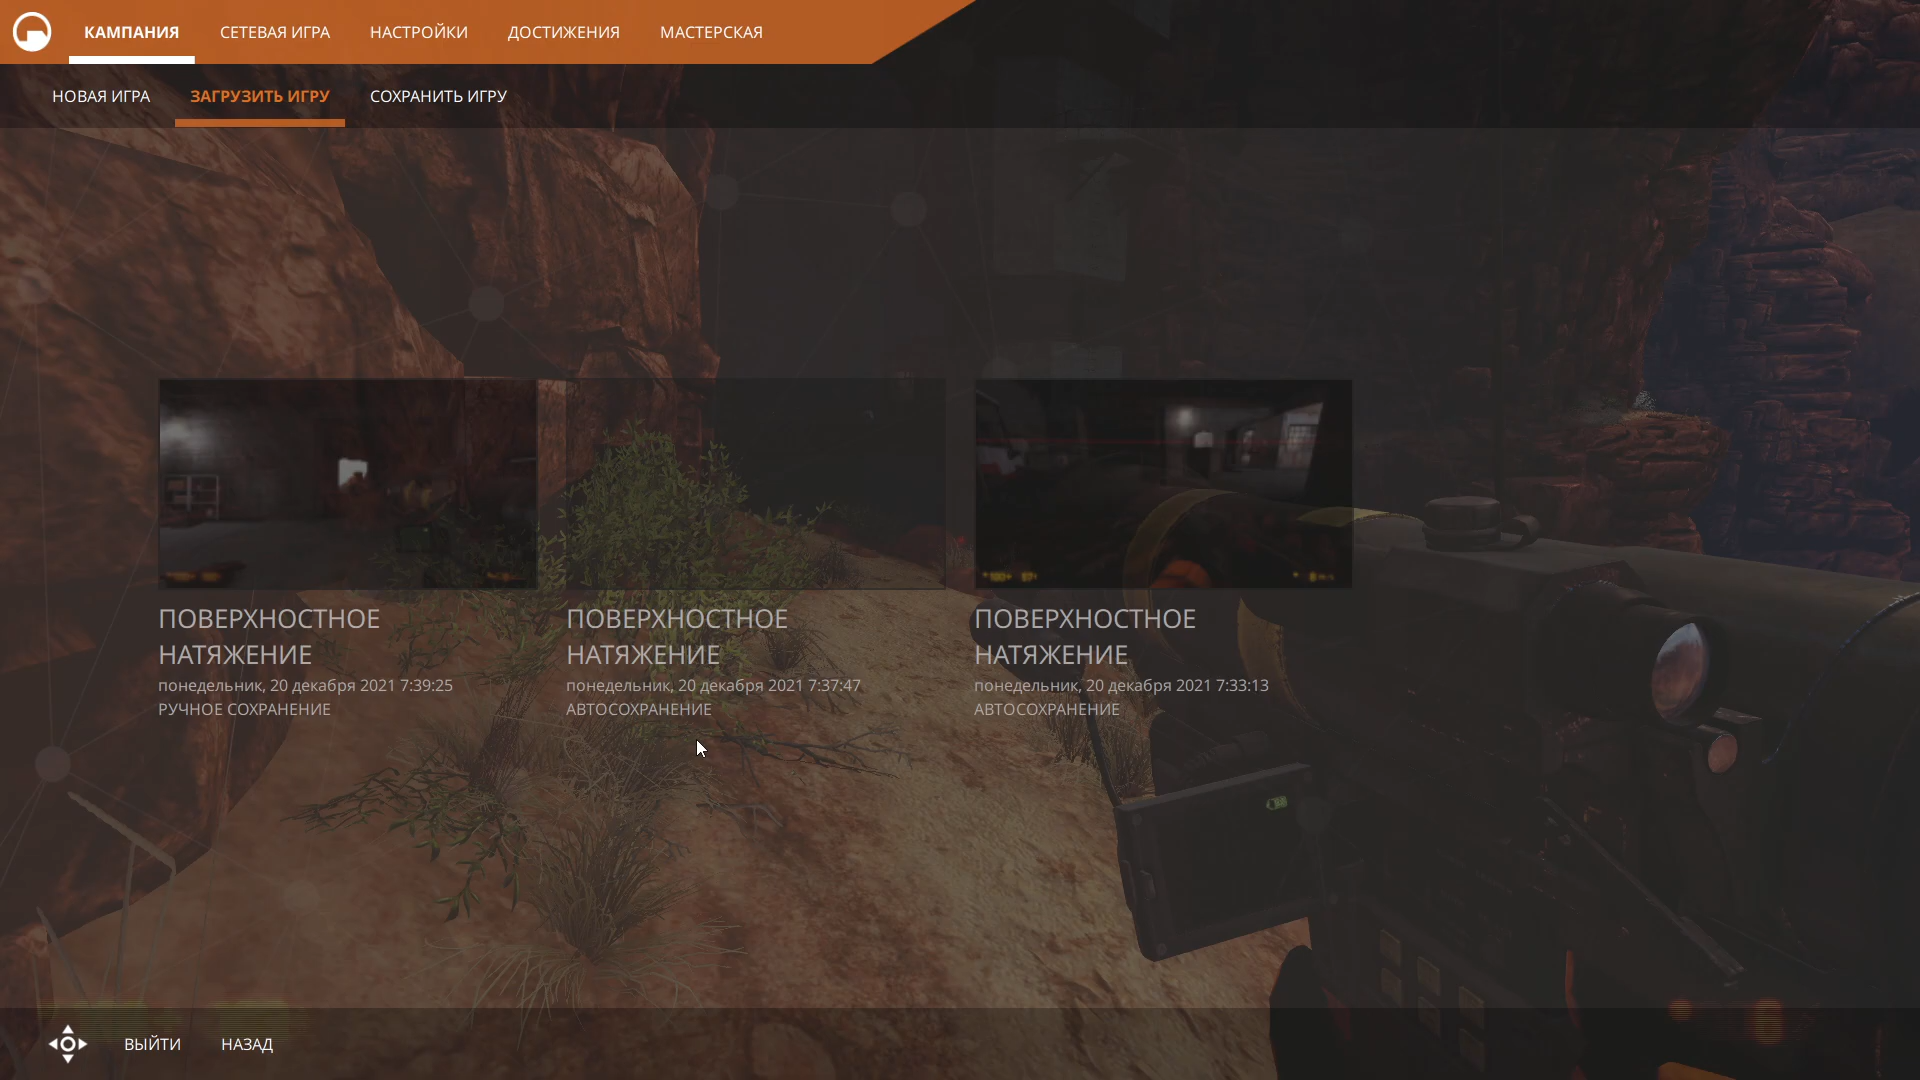 КАМПАНИЯ СЕТЕВАЯ ИГРА НАСТРОЙКИ ДОСТИЖЕНИЯ МАСТЕРСКАЯ
НОВАЯ ИГРА ЗАГРУЗИТЬ ИГРУ СОХРАНИТЬ ИГРУ
ПОВЕРХНОСТНОЕ
НАТЯЖЕНИЕ
понедельник, 20 декабря 2021 7:39:25
РУЧНОЕ СОХРАНЕНИЕ
ПОВЕРХНОСТНОЕ
НАТЯЖЕНИЕ
понедельник, 20 декабря 2021 7:37:47
АВТОСОХРАНЕНИЕ
ПОВЕРХНОСТНОЕ
НАТЯЖЕНИЕ
понедельник, 20 декабря 2021 7:33:13
АВТОСОХРАНЕНИЕ
ВЫЙТИ НАЗАД